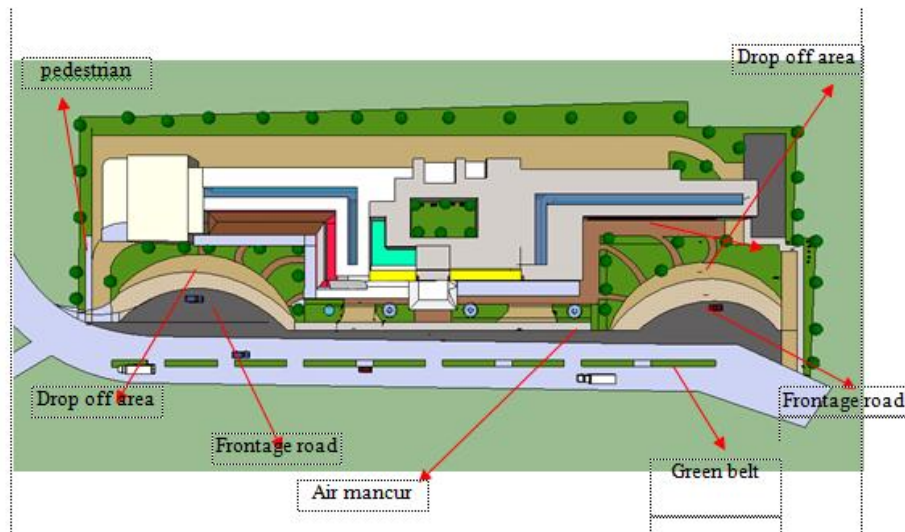 Drop off area
pedestrian
Drop off area
Frontage road
Frontage road
Green belt
Air mancur